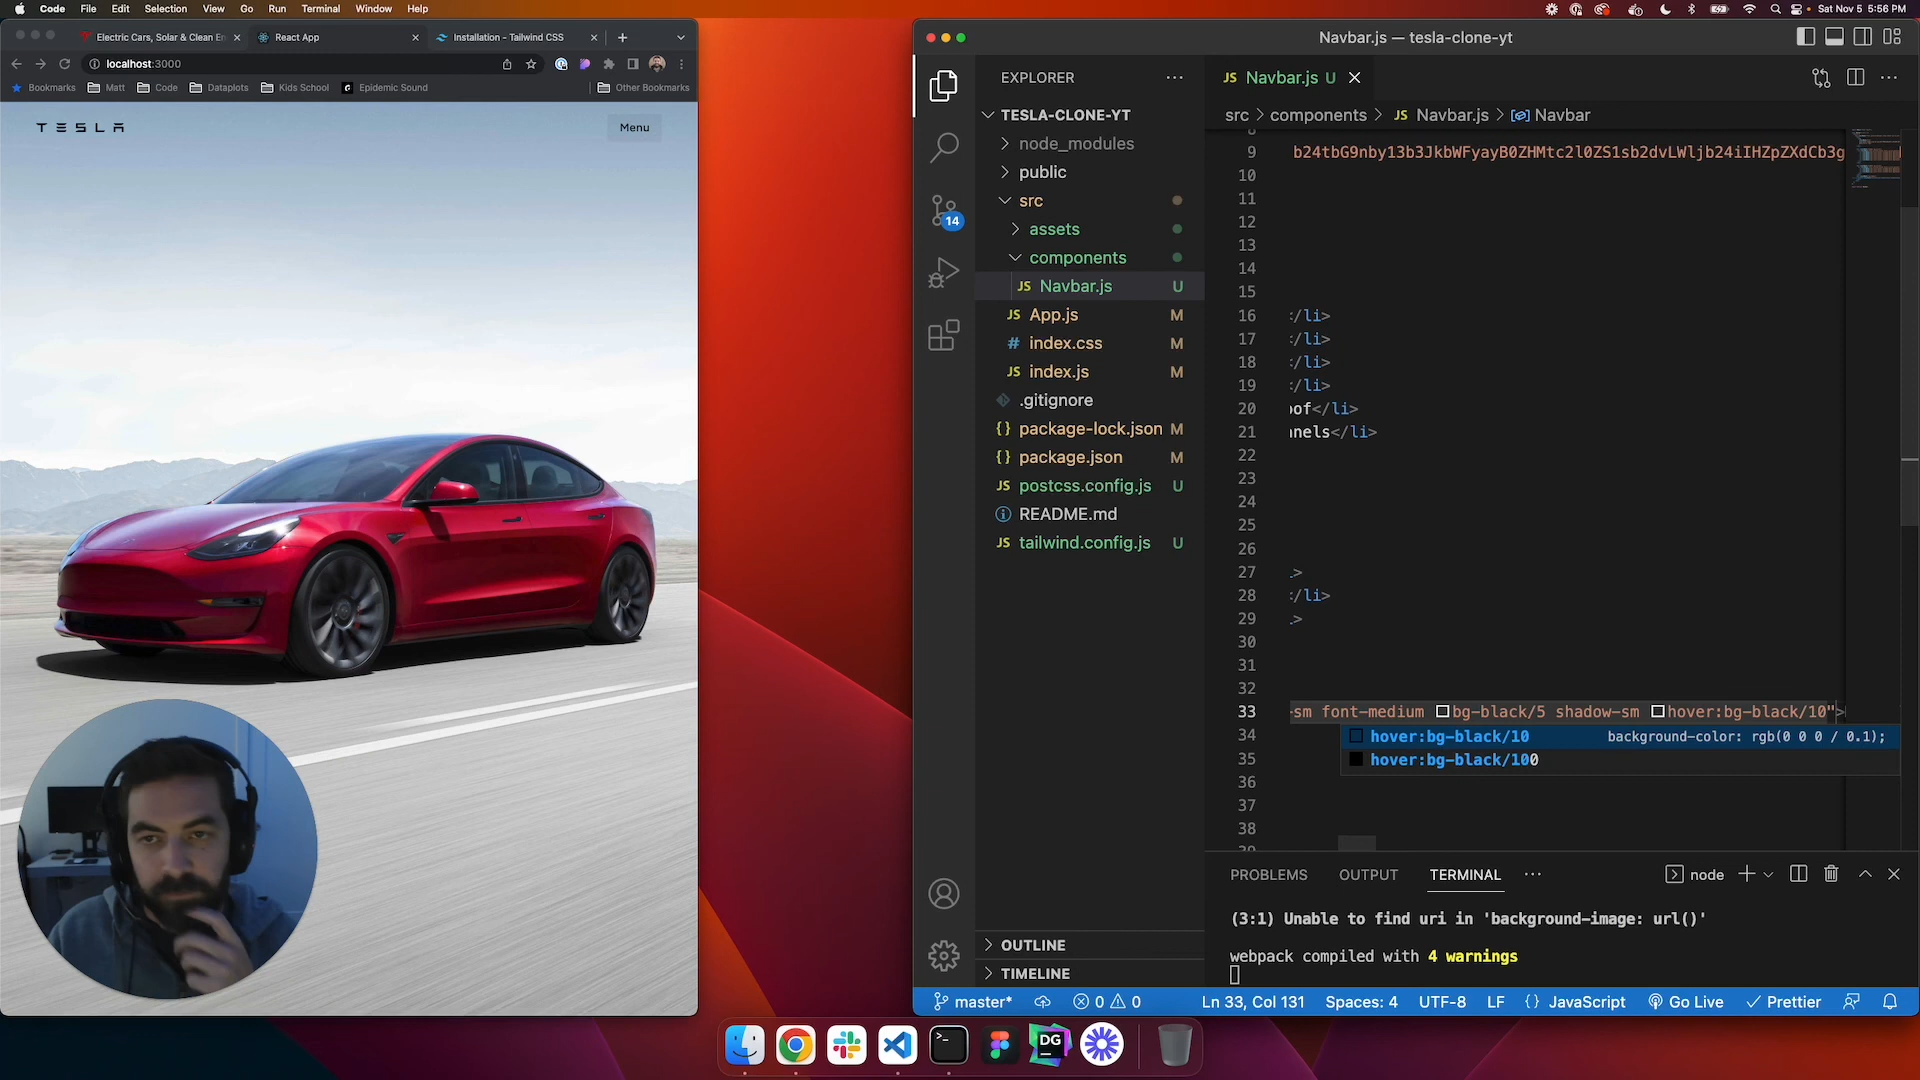 Code File Edit Selection View Go Run Terminal Window Help
Sat Nov 5 5:56 PM
Electric Cars, Solar & Clean En
React App
Installation - Tailwind CSS
localhost:3000
Bookmarks Matt Code Dataplots Kids School Epidemic Sound Other Bookmarks
TESLA
Menu
Navbar.js — tesla-clone-yt
EXPLORER
TESLA-CLONE-YT
node_modules
public
src
assets
components
JS Navbar.js U
JS App.js M
# index.css M
JS index.js M
.gitignore
{} package-lock.json M
{} package.json M
JS postcss.config.js U
README.md
JS tailwind.config.js U
OUTLINE
TIMELINE
14
JS Navbar.js U
src > components > JS Navbar.js > Navbar
9 b24tbG9nby13b3JkbWFyayB0ZHMtc2l0ZS1sb2dvLWljb24iIHZpZXdCb3g
10
11
12
13
14
15
16 </li>
17 </li>
18 </li>
19 </li>
20 oof</li>
21 nels</li>
22
23
24
25
26
27 >
28 </li>
29 >
30
31
32
33 -sm font-medium bg-black/5 shadow-sm hover:bg-black/10">
hover:bg-black/10 background-color: rgb(0 0 0 / 0.1);
hover:bg-black/100
34
35
36
37
38
PROBLEMS OUTPUT TERMINAL
node
(3:1) Unable to find uri in 'background-image: url()'
webpack compiled with 4 warnings
master* 0 0 Ln 33, Col 131 Spaces: 4 UTF-8 LF {} JavaScript Go Live Prettier
DG